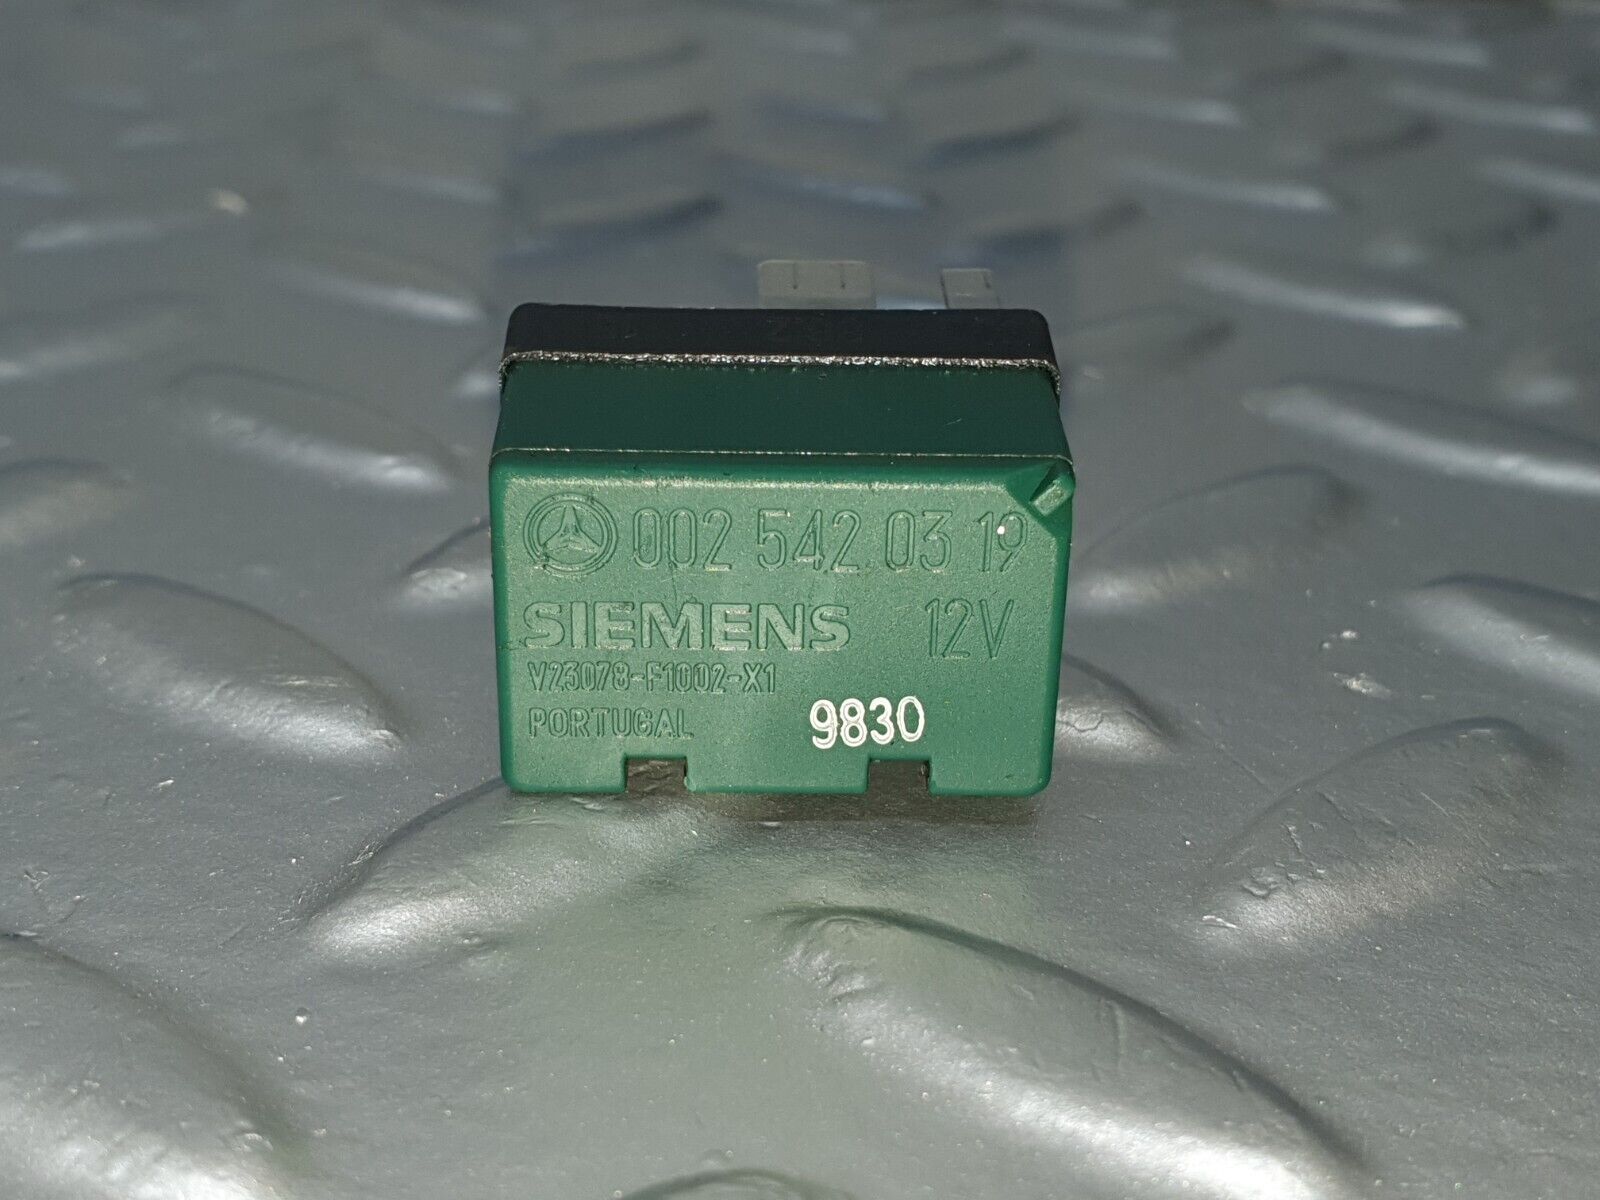 002 542 03 19
SIEMENS 12V
V23078-F1002-X1
PORTUGAL 9830